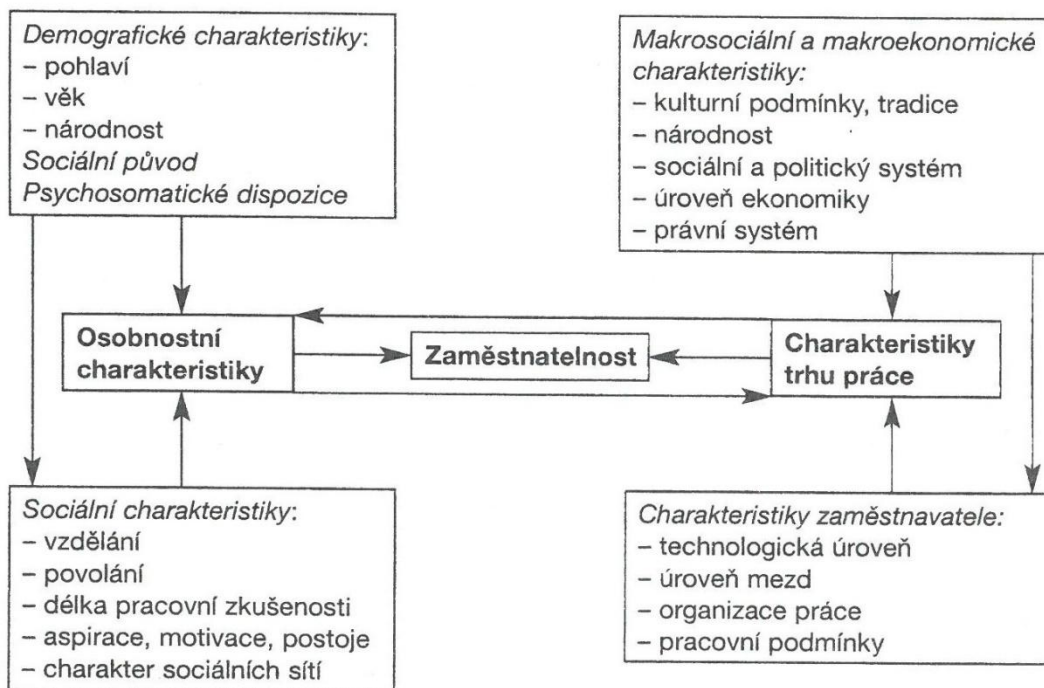 Demografické charakteristiky:
– pohlaví
– věk
– národnost
Sociální původ
Psychosomatické dispozice
Makrosociální a makroekonomické
charakteristiky:
– kulturní podmínky, tradice
– národnost
– sociální a politický systém
– úroveň ekonomiky
– právní systém
Osobnostní
charakteristiky
Zaměstnatelnost
Charakteristiky
trhu práce
Sociální charakteristiky:
– vzdělání
– povolání
– délka pracovní zkušenosti
– aspirace, motivace, postoje
– charakter sociálních sítí
Charakteristiky zaměstnavatele:
– technologická úroveň
– úroveň mezd
– organizace práce
– pracovní podmínky